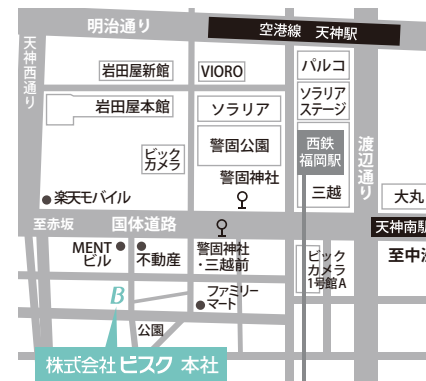 明治通り
空港線 天神駅
天神西通り
岩田屋新館
VIORO
パルコ
岩田屋本館
ソラリア
ソラリア
ステージ
ビック
カメラ
警固公園
西鉄
福岡駅
渡辺通り
警固神社
三越
大丸
楽天モバイル
至赤坂
国体道路
天神南駅
MENT
ビル
不動産
警固神社
・三越前
ビック
カメラ
1号館A
至中
B
ファミリー
マート
公園
株式会社 ビスク 本社